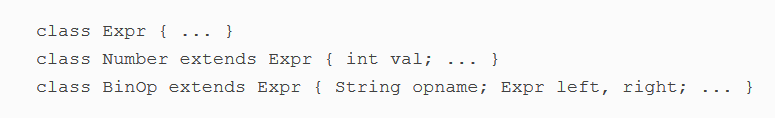 class Expr { ... }
class Number extends Expr { int val; ... }
class BinOp extends Expr { String opname; Expr left, right; ... }